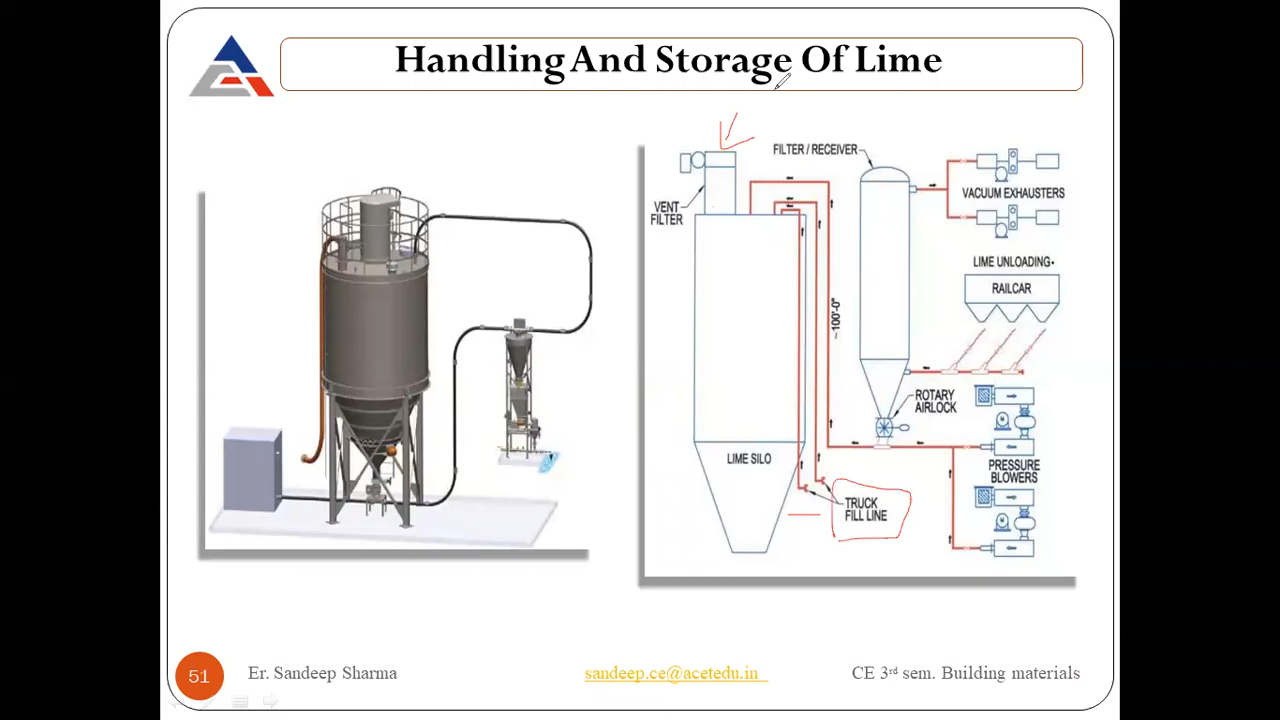 Handling And Storage Of Lime
FILTER / RECEIVER
VENT
FILTER
VACUUM EXHAUSTERS
LIME UNLOADING
RAILCAR
~100'-0"
ROTARY
AIRLOCK
LIME SILO
PRESSURE
BLOWERS
TRUCK
FILL LINE
51
Er. Sandeep Sharma
sandeep.ce@acetedu.in
CE 3rd sem. Building materials